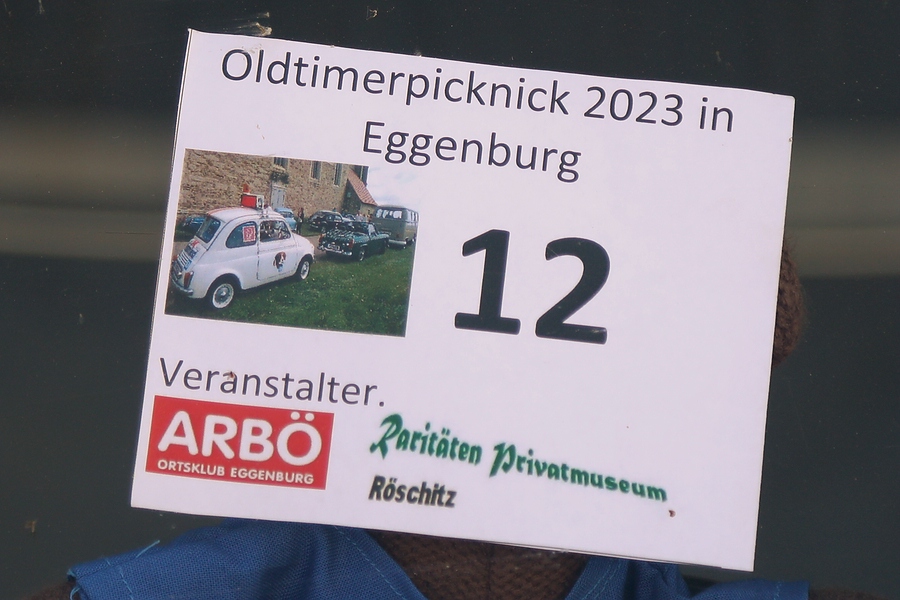 Oldtimerpicknick 2023 in
Eggenburg
12
Veranstalter.
ARBÖ
ORTSKLUB EGGENBURG
Raritäten Privatmuseum
Röschitz